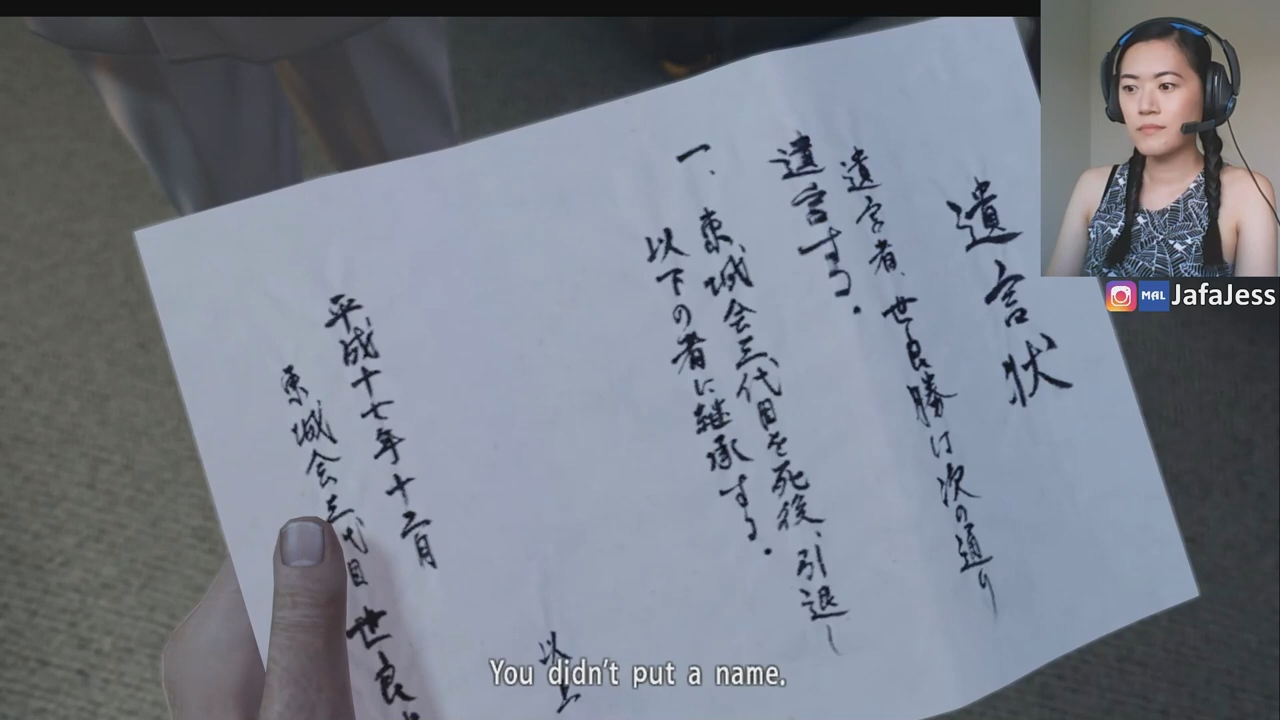 遺言状
遺言者、世良勝は次の通り
遺言する。
一、東城会三代目を死後、引退し
以下の者に継承する。
以上
平成十七年十二月
東城会三代目 世良
You didn't put a name.
MAL JafaJess